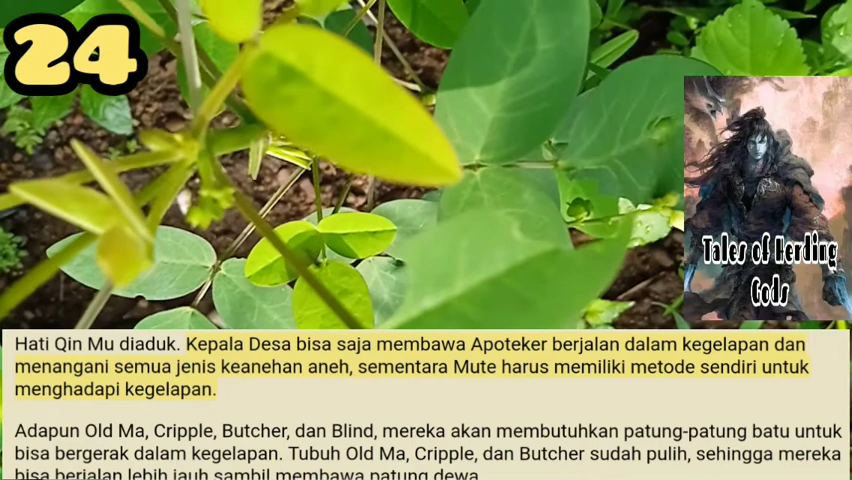 24
Tales of Herding
Gods
Hati Qin Mu diaduk. Kepala Desa bisa saja membawa Apoteker berjalan dalam kegelapan dan
menangani semua jenis keanehan aneh, sementara Mute harus memiliki metode sendiri untuk
menghadapi kegelapan.
Adapun Old Ma, Cripple, Butcher, dan Blind, mereka akan membutuhkan patung-patung batu untuk
bisa bergerak dalam kegelapan. Tubuh Old Ma, Cripple, dan Butcher sudah pulih, sehingga mereka
bisa berjalan lebih jauh sambil membawa patung dewa.